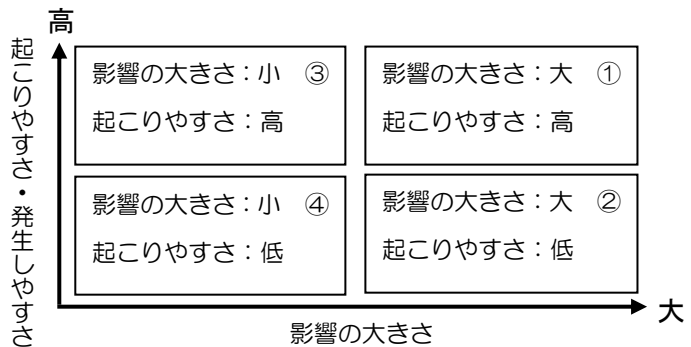 高
起こりやすさ・発生しやすさ
影響の大きさ：小　③
起こりやすさ：高
影響の大きさ：大　①
起こりやすさ：高
影響の大きさ：小　④
起こりやすさ：低
影響の大きさ：大　②
起こりやすさ：低
大
影響の大きさ